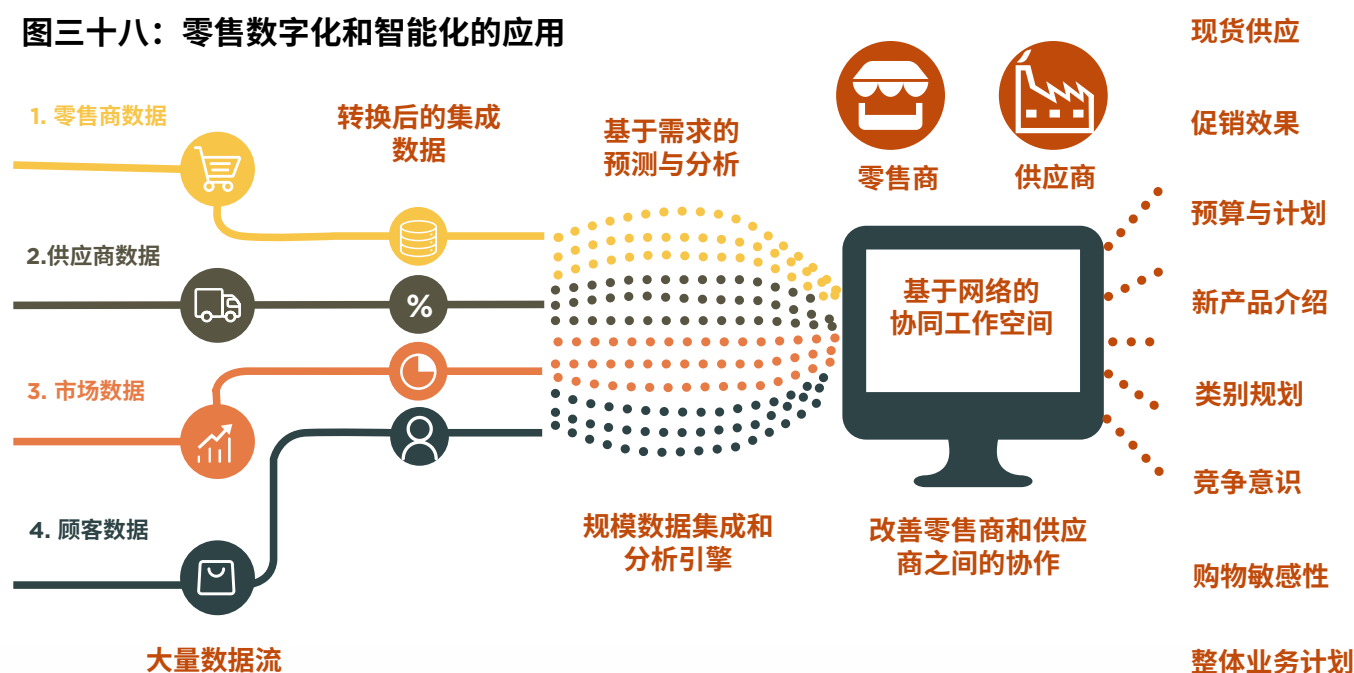 图三十八：零售数字化和智能化的应用
1. 零售商数据
2.供应商数据
3. 市场数据
4. 顾客数据
大量数据流
转换后的集成
数据
%
基于需求的
预测与分析
规模数据集成和
分析引擎
零售商
供应商
基于网络的
协同工作空间
改善零售商和供应
商之间的协作
现货供应
促销效果
预算与计划
新产品介绍
类别规划
竞争意识
购物敏感性
整体业务计划